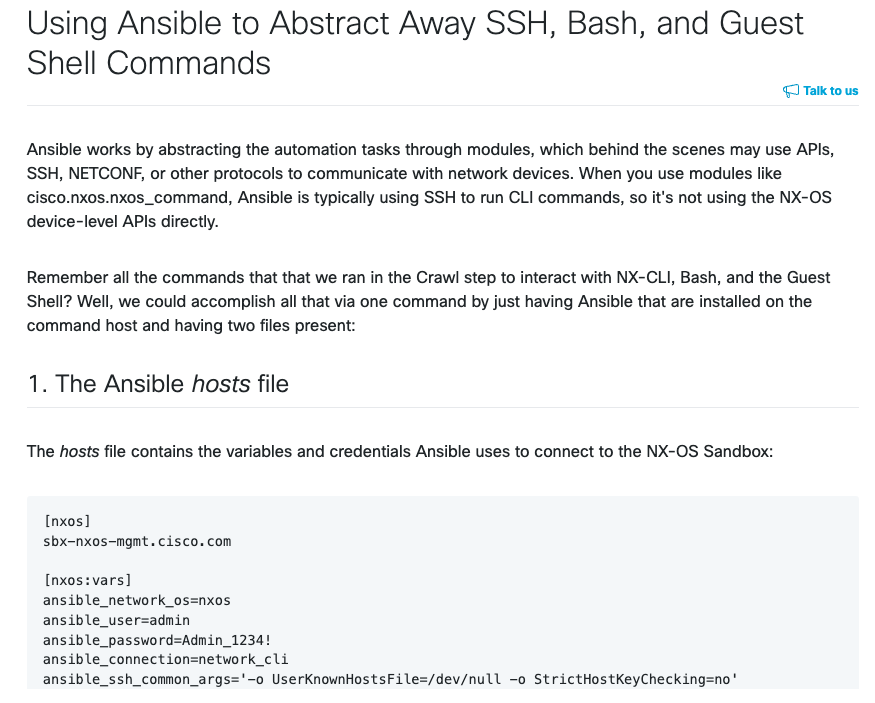 Using Ansible to Abstract Away SSH, Bash, and Guest
Shell Commands
Talk to us
Ansible works by abstracting the automation tasks through modules, which behind the scenes may use APIs,
SSH, NETCONF, or other protocols to communicate with network devices. When you use modules like
cisco.nxos.nxos_command, Ansible is typically using SSH to run CLI commands, so it's not using the NX-OS
device-level APIs directly.
Remember all the commands that that we ran in the Crawl step to interact with NX-CLI, Bash, and the Guest
Shell? Well, we could accomplish all that via one command by just having Ansible that are installed on the
command host and having two files present:
1. The Ansible hosts file
The hosts file contains the variables and credentials Ansible uses to connect to the NX-OS Sandbox:
[nxos]
sbx-nxos-mgmt.cisco.com
[nxos:vars]
ansible_network_os=nxos
ansible_user=admin
ansible_password=Admin_1234!
ansible_connection=network_cli
ansible_ssh_common_args='-o UserKnownHostsFile=/dev/null -o StrictHostKeyChecking=no'